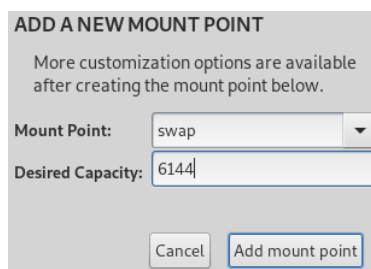 ADD A NEW MOUNT POINT
More customization options are available
after creating the mount point below.
Mount Point: swap
Desired Capacity: 6144
Cancel Add mount point